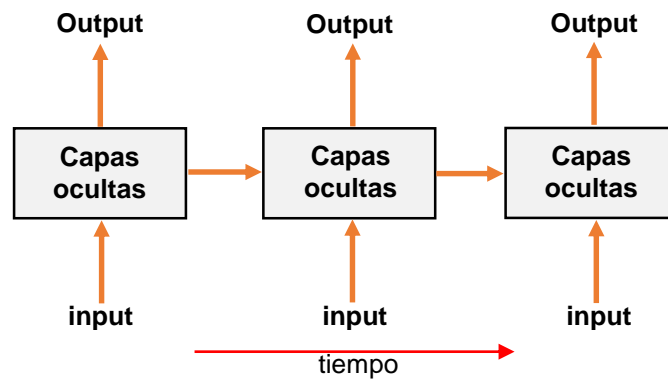 Output Output Output
Capas Capas Capas
ocultas ocultas ocultas
input input input
tiempo